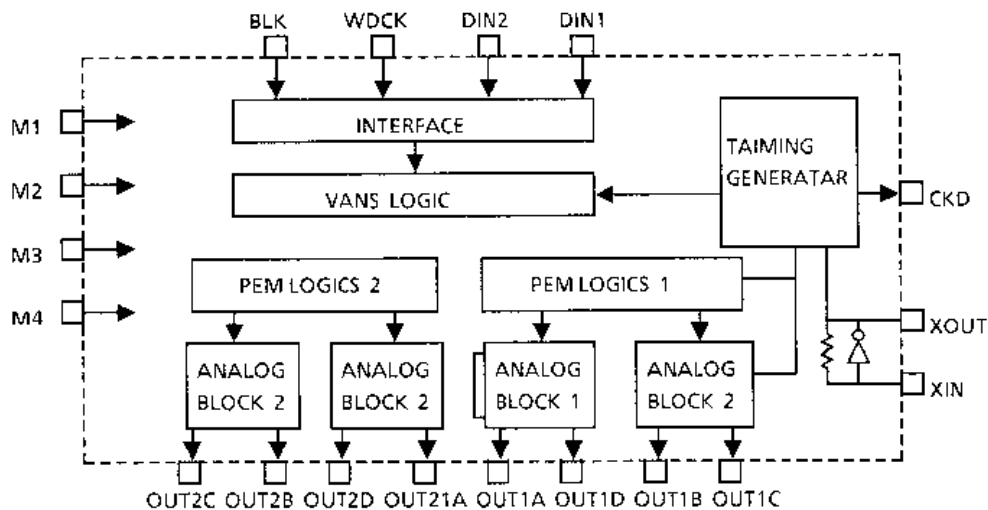 BLK WDCK DIN2 DIN1
M1
INTERFACE
TAIMING
GENERATAR
M2
VANS LOGIC
CKD
M3
PEM LOGICS 2
PEM LOGICS 1
M4
XOUT
ANALOG
BLOCK 2
ANALOG
BLOCK 2
ANALOG
BLOCK 1
ANALOG
BLOCK 2
XIN
OUT2C OUT2B OUT2D OUT21A OUT1A OUT1D OUT1B OUT1C